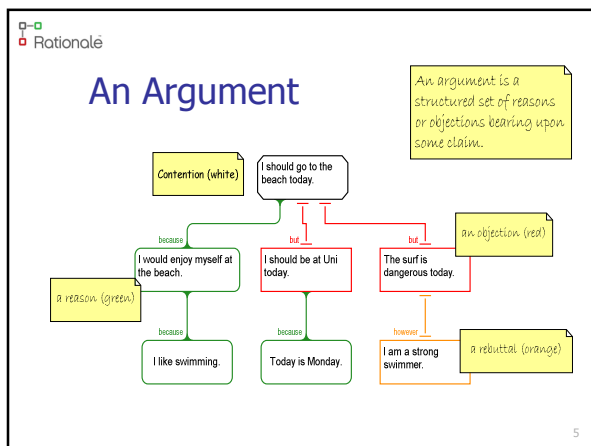 Rationale™
An Argument
An argument is a
structured set of reasons
or objections bearing upon
some claim.
Contention (white)
I should go to the
beach today.
because
but
but
an objection (red)
I would enjoy myself at
the beach.
I should be at Uni
today.
The surf is
dangerous today.
a reason (green)
because
because
however
I like swimming.
Today is Monday.
I am a strong
swimmer.
a rebuttal (orange)
5